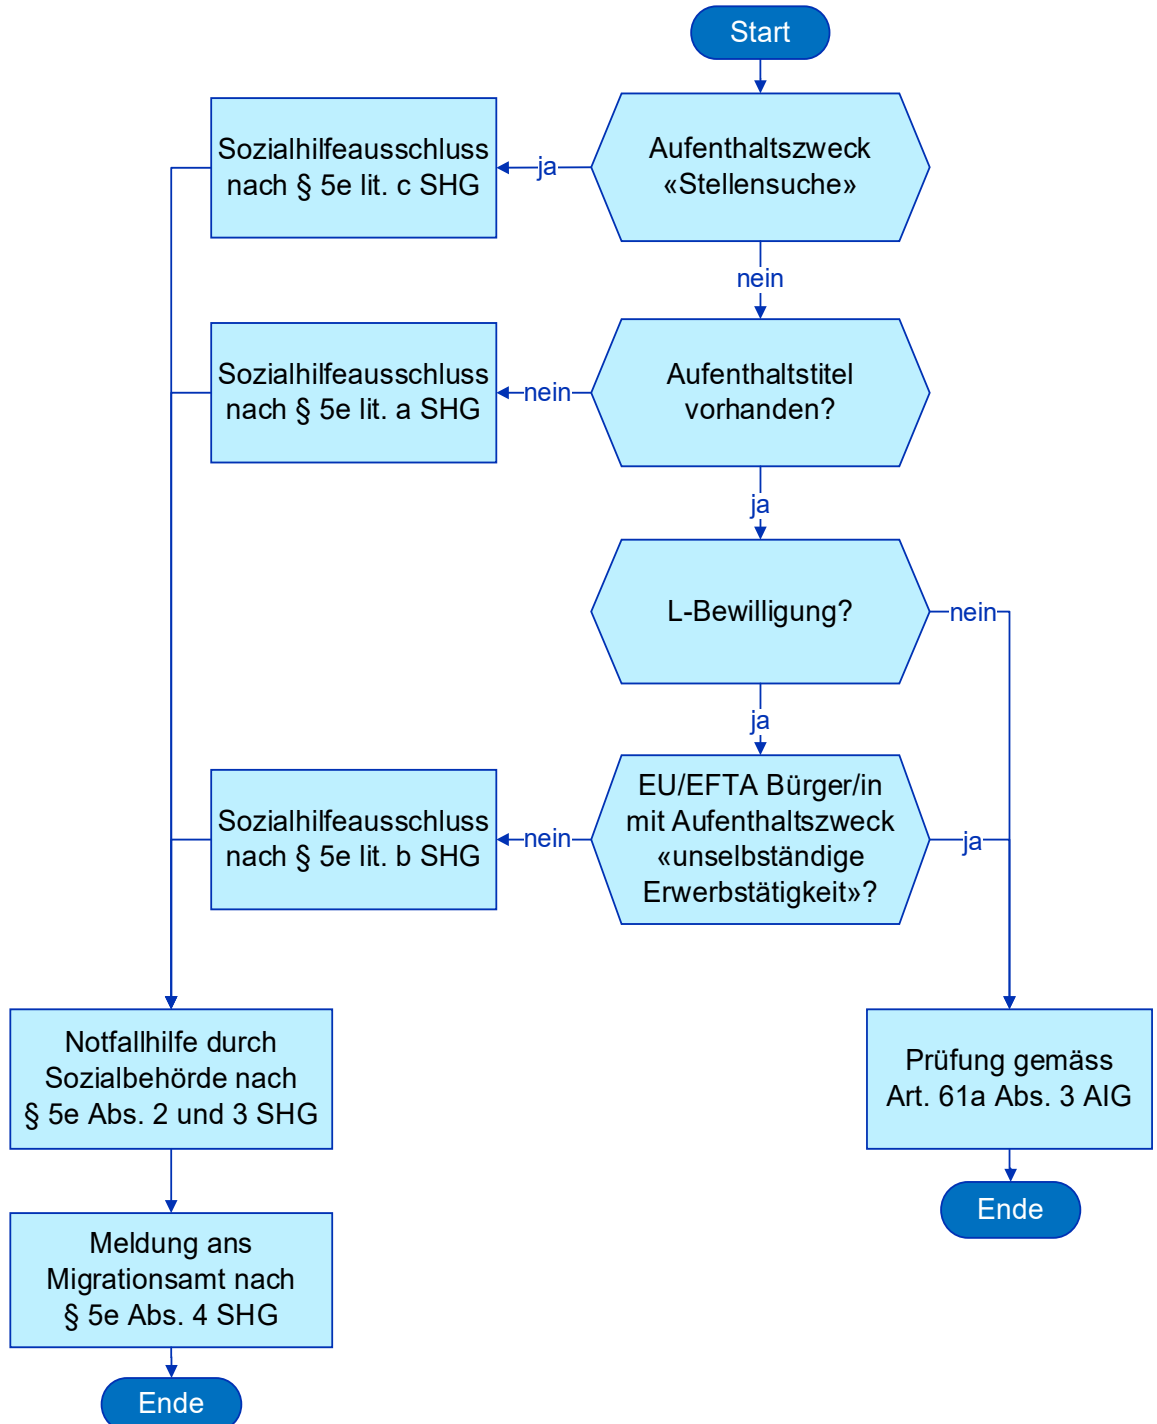 Start
Aufenthaltszweck
«Stellensuche»
ja
Sozialhilfeausschluss
nach § 5e lit. c SHG
nein
Aufenthaltstitel
vorhanden?
nein
Sozialhilfeausschluss
nach § 5e lit. a SHG
ja
L-Bewilligung?
nein
ja
EU/EFTA Bürger/in
mit Aufenthaltszweck
«unselbständige
Erwerbstätigkeit»?
nein
ja
Sozialhilfeausschluss
nach § 5e lit. b SHG
Notfallhilfe durch
Sozialbehörde nach
§ 5e Abs. 2 und 3 SHG
Prüfung gemäss
Art. 61a Abs. 3 AIG
Ende
Meldung ans
Migrationsamt nach
§ 5e Abs. 4 SHG
Ende